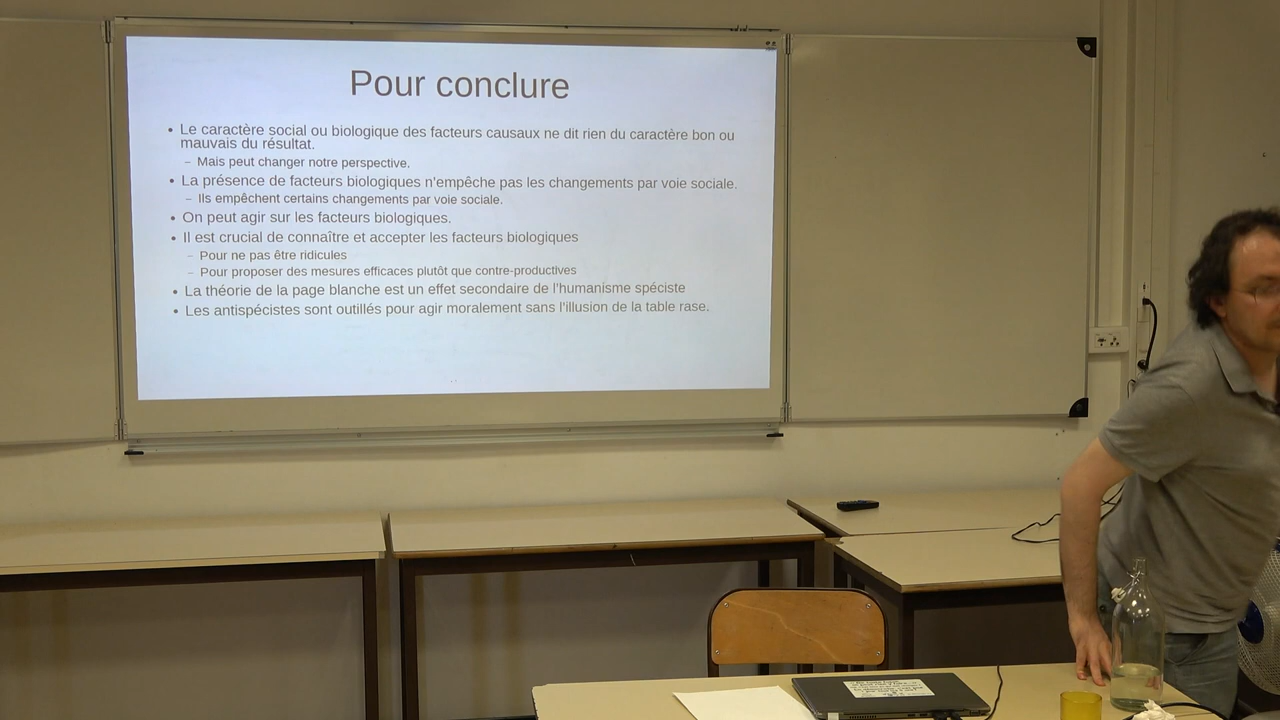 Pour conclure
• Le caractère social ou biologique des facteurs causaux ne dit rien du caractère bon ou
mauvais du résultat.
– Mais peut changer notre perspective.
• La présence de facteurs biologiques n'empêche pas les changements par voie sociale.
– Ils empêchent certains changements par voie sociale.
• On peut agir sur les facteurs biologiques.
• Il est crucial de connaître et accepter les facteurs biologiques
– Pour ne pas être ridicules
– Pour proposer des mesures efficaces plutôt que contre-productives
• La théorie de la page blanche est un effet secondaire de l'humanisme spéciste
• Les antispécistes sont outillés pour agir moralement sans l'illusion de la table rase.